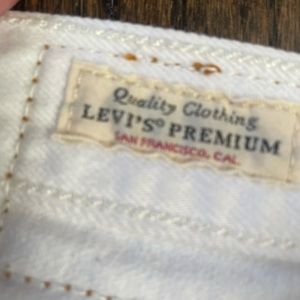 Quality Clothing
LEVI'S® PREMIUM
SAN FRANCISCO, CAL.